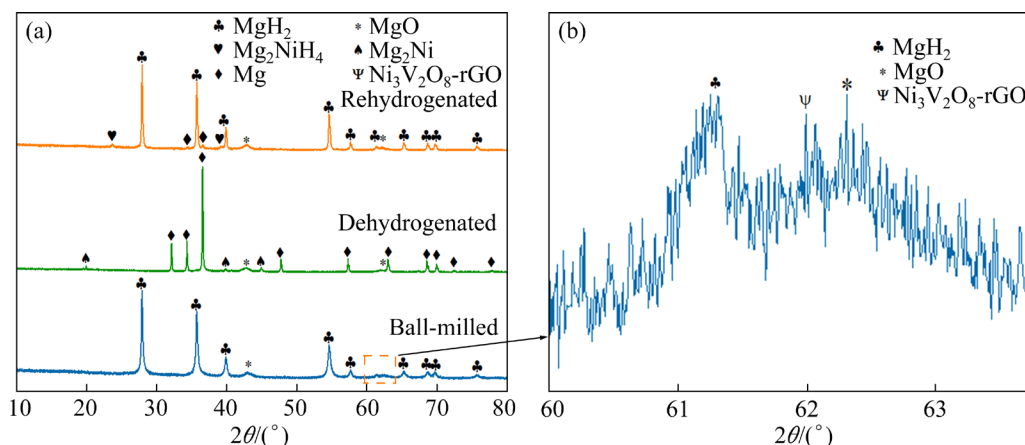 (a)
♣ MgH2
* MgO
♥ Mg2NiH4
♠ Mg2Ni
♦ Mg
Ψ Ni3V2O8-rGO
Rehydrogenated
Dehydrogenated
Ball-milled
10 20 30 40 50 60 70 80
2θ/(°)
(b)
♣ MgH2
* MgO
Ψ Ni3V2O8-rGO
60 61 62 63
2θ/(°)